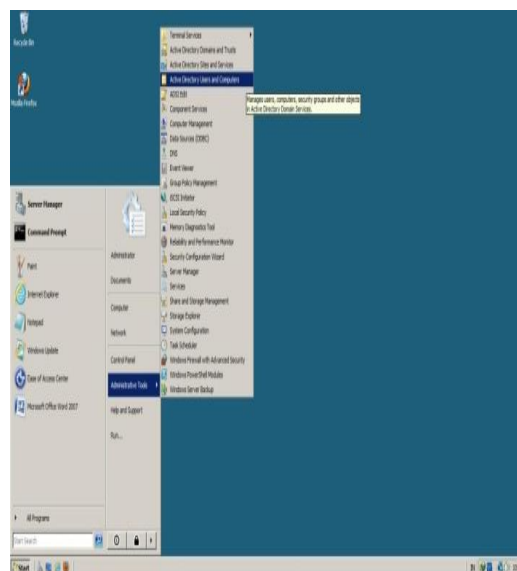 Recycle Bin
Mozilla Firefox
Terminal Services
Active Directory Domains and Trusts
Active Directory Sites and Services
Active Directory Users and Computers
ADSI Edit
Component Services
Computer Management
Data Sources (ODBC)
DNS
Event Viewer
Group Policy Management
iSCSI Initiator
Local Security Policy
Memory Diagnostics Tool
Reliability and Performance Monitor
Security Configuration Wizard
Server Manager
Services
Share and Storage Management
Storage Explorer
System Configuration
Task Scheduler
Windows Firewall with Advanced Security
Windows PowerShell Modules
Windows Server Backup
Manages users, computers, security groups and other objects
in Active Directory Domain Services.
Server Manager
Command Prompt
Paint
Internet Explorer
Notepad
Windows Update
Ease of Access Center
Microsoft Office Word 2007
All Programs
Start Search
Administrator
Documents
Computer
Network
Control Panel
Administrative Tools
Help and Support
Run...
Start